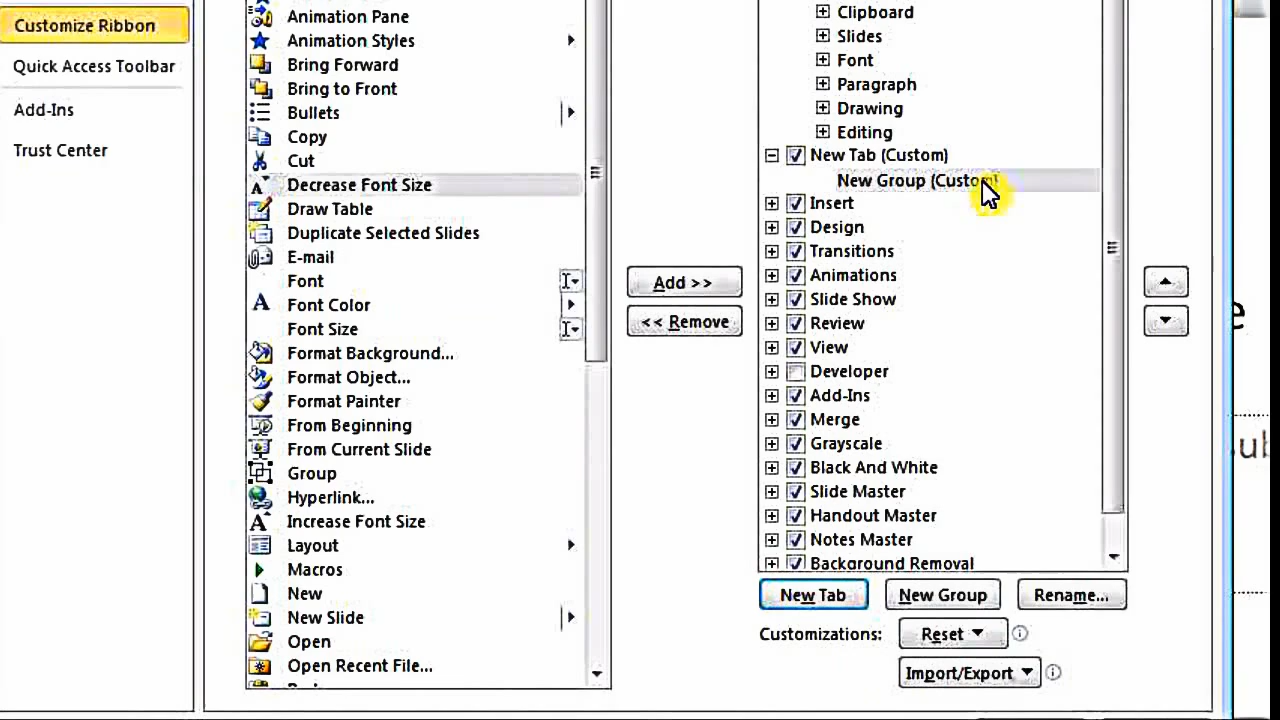 Customize Ribbon
Quick Access Toolbar
Add-Ins
Trust Center
Animation Pane
Animation Styles
Bring Forward
Bring to Front
Bullets
Copy
Cut
Decrease Font Size
Draw Table
Duplicate Selected Slides
E-mail
Font
Font Color
Font Size
Format Background...
Format Object...
Format Painter
From Beginning
From Current Slide
Group
Hyperlink...
Increase Font Size
Layout
Macros
New
New Slide
Open
Open Recent File...
Add >>
<< Remove
Clipboard
Slides
Font
Paragraph
Drawing
Editing
New Tab (Custom)
New Group (Custom)
Insert
Design
Transitions
Animations
Slide Show
Review
View
Developer
Add-Ins
Merge
Grayscale
Black And White
Slide Master
Handout Master
Notes Master
Background Removal
New Tab
New Group
Rename...
Customizations:
Reset
Import/Export